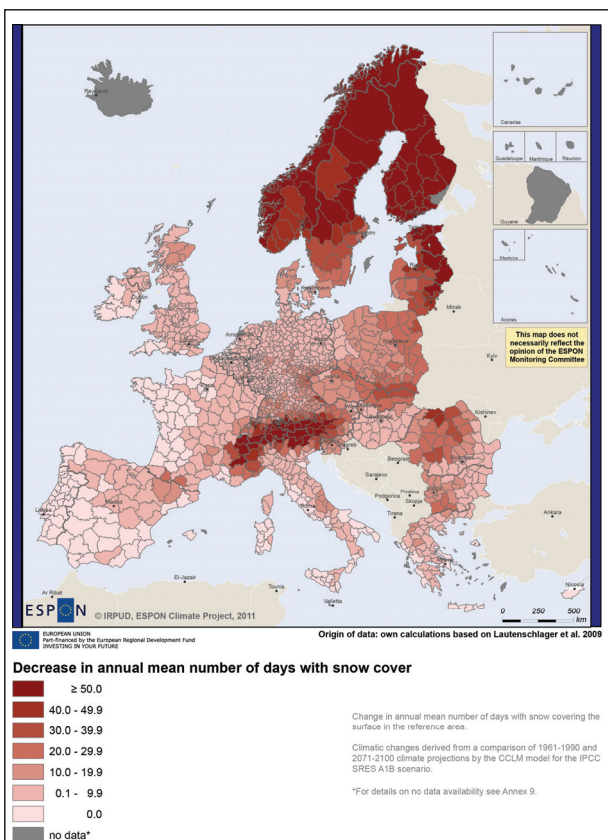 Reykjavik
Canarias
Guadeloupe
Martinique
Réunion
Guyane
Madeira
Acores
This map does not
necessarily reflect the
opinion of the ESPON
Monitoring Committee
Minsk
Kyiv
Kishinev
Dublin
Paris
Madrid
Lisboa
Roma
Zagreb
Beograd
Sarajevo
Podgorica
Pristina
Skopje
Tirana
Ankara
Nicosia
Valletta
Tounis
El-Jazair
Ar Ribat
ESPON
© IRPUD, ESPON Climate Project, 2011
0 250 500
km
EUROPEAN UNION
Part-financed by the European Regional Development Fund
INVESTING IN YOUR FUTURE
Origin of data: own calculations based on Lautenschlager et al. 2009
Decrease in annual mean number of days with snow cover
≥ 50.0
40.0 - 49.9
30.0 - 39.9
20.0 - 29.9
10.0 - 19.9
0.1 - 9.9
0.0
no data*
Change in annual mean number of days with snow covering the
surface in the reference area.
Climatic changes derived from a comparison of 1961-1990 and
2071-2100 climate projections by the CCLM model for the IPCC
SRES A1B scenario.
*For details on no data availability see Annex 9.